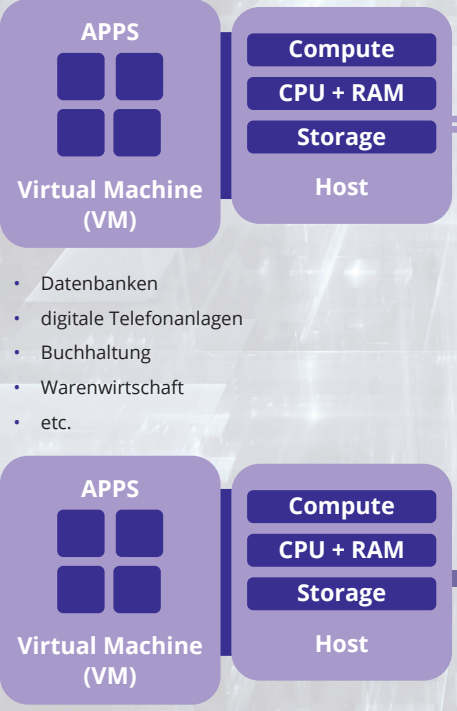 APPS
Virtual Machine
(VM)
Compute
CPU + RAM
Storage
Host
• Datenbanken
• digitale Telefonanlagen
• Buchhaltung
• Warenwirtschaft
• etc.
APPS
Virtual Machine
(VM)
Compute
CPU + RAM
Storage
Host